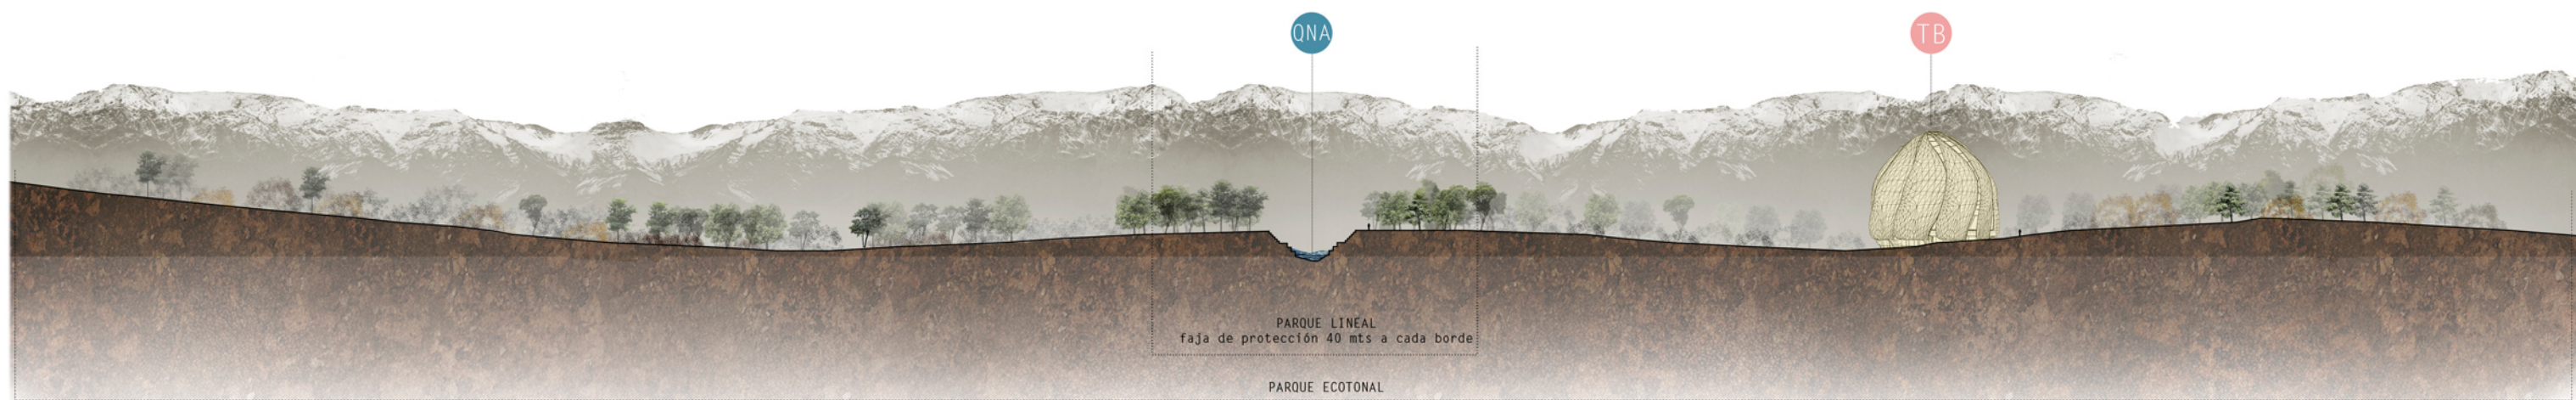 QNA
TB
PARQUE LINEAL
faja de protección 40 mts a cada borde
PARQUE ECOTONAL